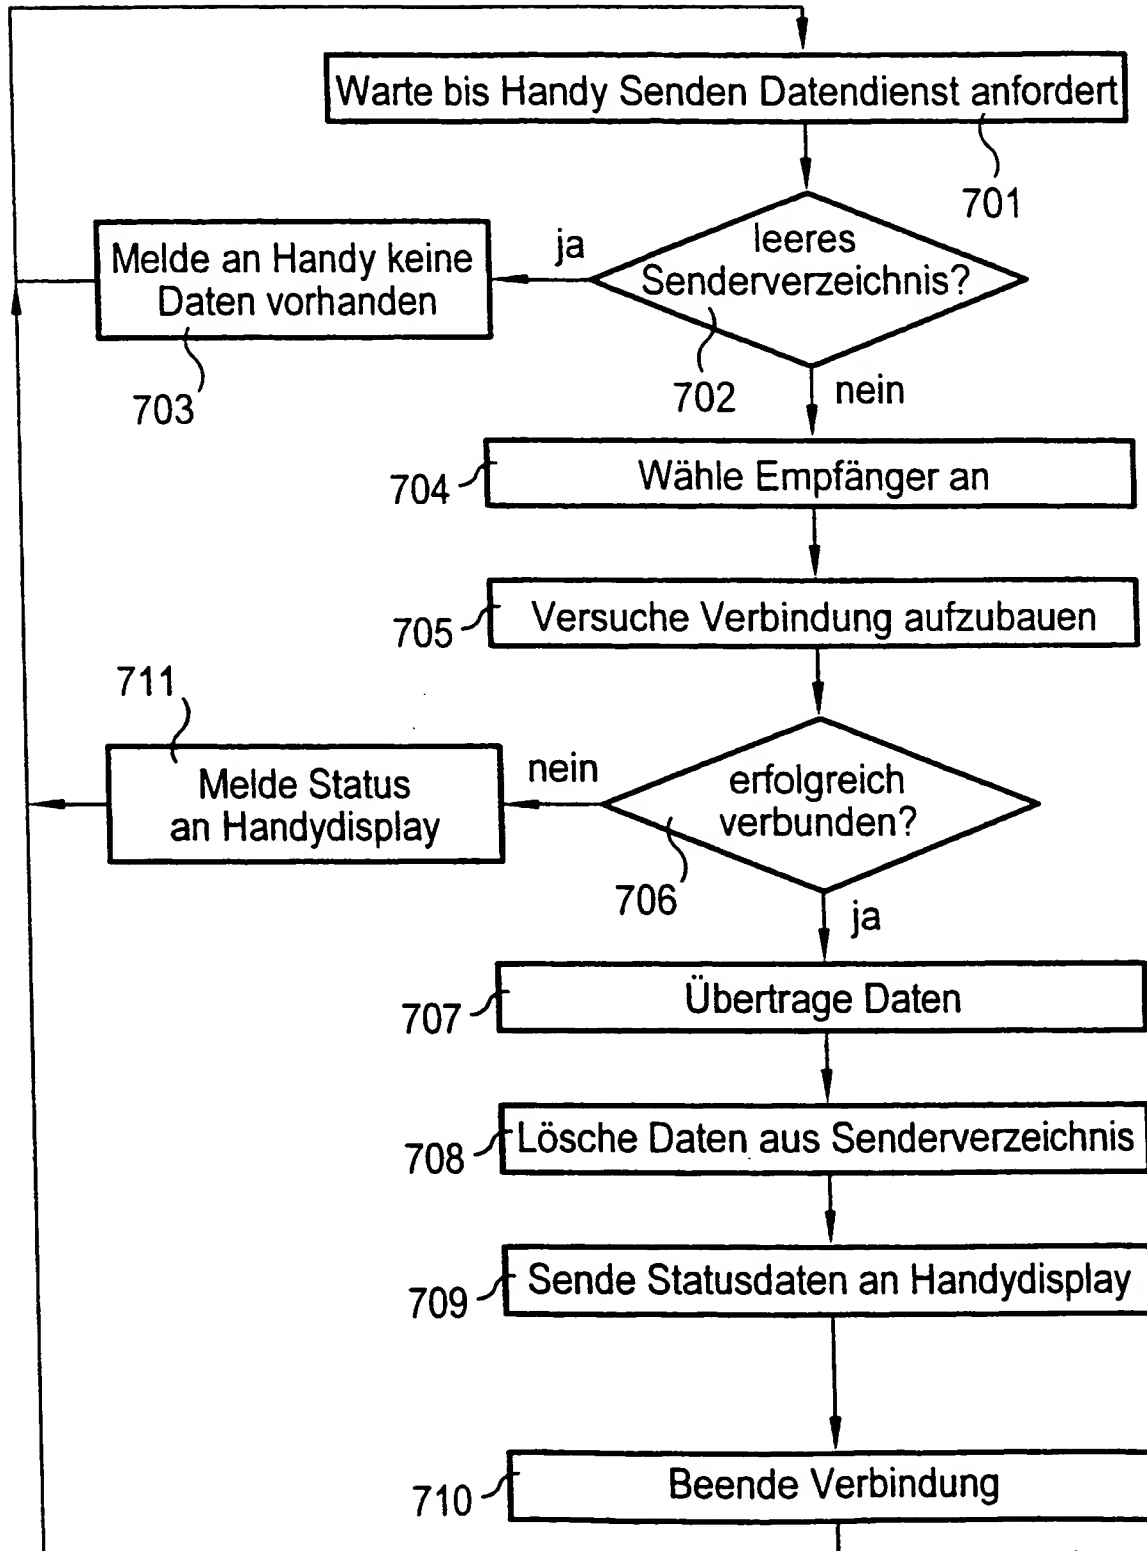 Warte bis Handy Senden Datendienst anfordert
701
leeres
Senderverzeichnis?
702
ja
Melde an Handy keine
Daten vorhanden
703
nein
704
Wähle Empfänger an
705
Versuche Verbindung aufzubauen
711
Melde Status
an Handydisplay
nein
erfolgreich
verbunden?
706
ja
707
Übertrage Daten
708
Lösche Daten aus Senderverzeichnis
709
Sende Statusdaten an Handydisplay
710
Beende Verbindung